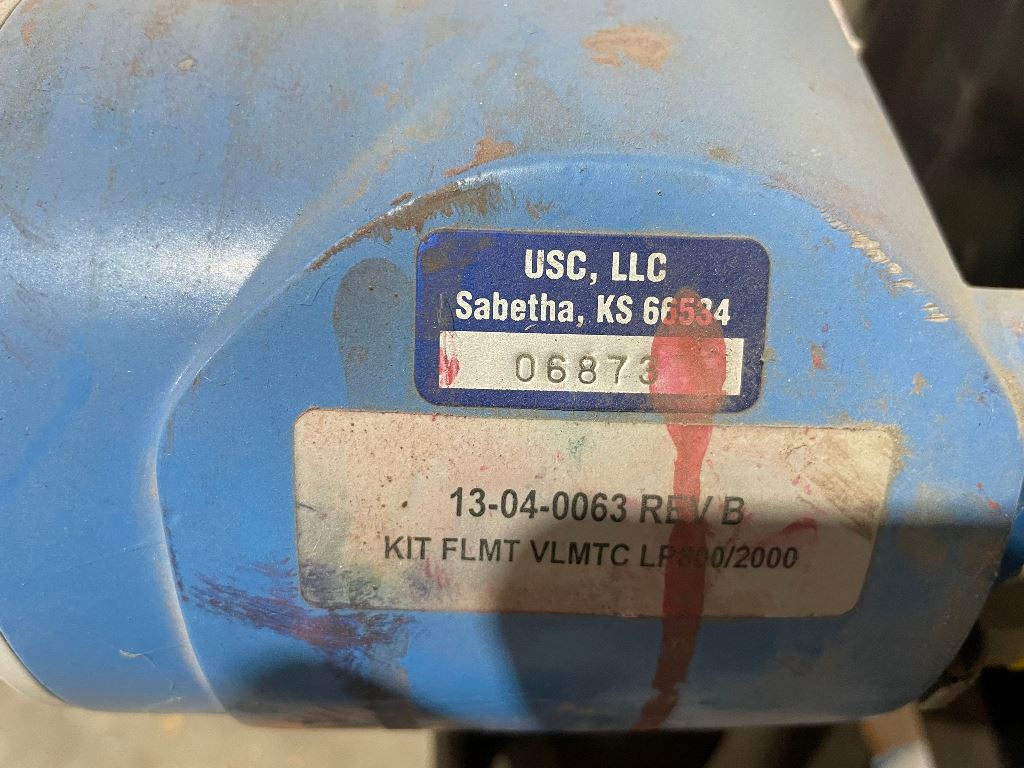 USC, LLC
Sabetha, KS 66534
06873
13-04-0063 REV B
KIT FLMT VLMTC LP800/2000